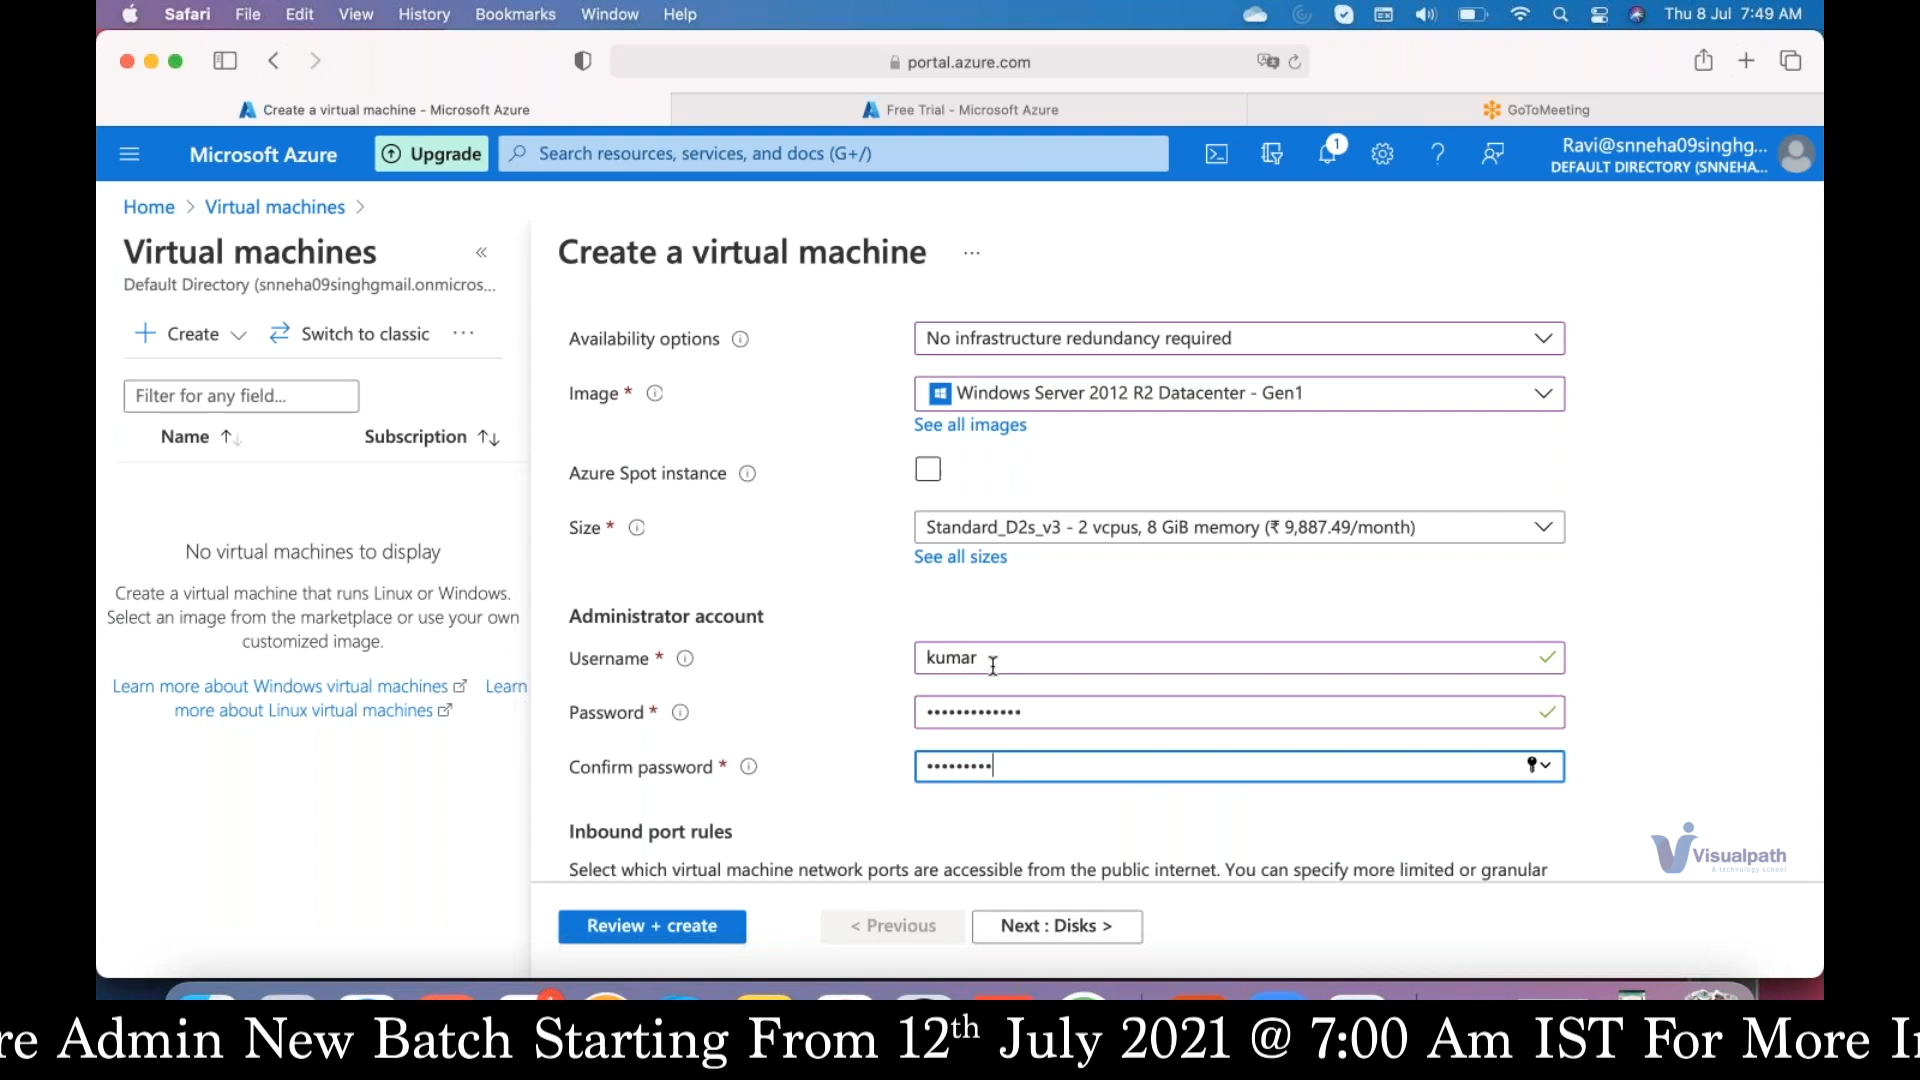 Safari File Edit View History Bookmarks Window Help Thu 8 Jul 7:49 AM
portal.azure.com
Create a virtual machine - Microsoft Azure
Free Trial - Microsoft Azure
GoToMeeting
Microsoft Azure
Upgrade
Search resources, services, and docs (G+/)
1
Ravi@snneha09singhg...
DEFAULT DIRECTORY (SNNEHA...
Home > Virtual machines >
Virtual machines «
Default Directory (snneha09singhgmail.onmicros...
Create
Switch to classic ...
Filter for any field...
Name ↑↓ Subscription ↑↓
No virtual machines to display
Create a virtual machine that runs Linux or Windows.
Select an image from the marketplace or use your own
customized image.
Learn more about Windows virtual machines Learn
more about Linux virtual machines
Create a virtual machine ...
Availability options
No infrastructure redundancy required
Image *
Windows Server 2012 R2 Datacenter - Gen1
See all images
Azure Spot instance
Size *
Standard_D2s_v3 - 2 vcpus, 8 GiB memory (₹ 9,887.49/month)
See all sizes
Administrator account
Username *
kumar
Password *
•••••••••••••
Confirm password *
•••••••••
Inbound port rules
Select which virtual machine network ports are accessible from the public internet. You can specify more limited or granular
Visualpath
A technology school
Review + create
< Previous
Next : Disks >
re Admin New Batch Starting From 12th July 2021 @ 7:00 Am IST For More I